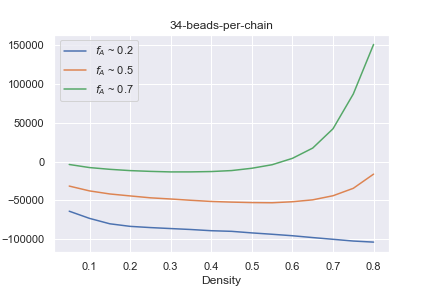 34-beads-per-chain
f_A ~ 0.2
f_A ~ 0.5
f_A ~ 0.7
150000
100000
50000
0
−50000
−100000
0.1 0.2 0.3 0.4 0.5 0.6 0.7 0.8
Density